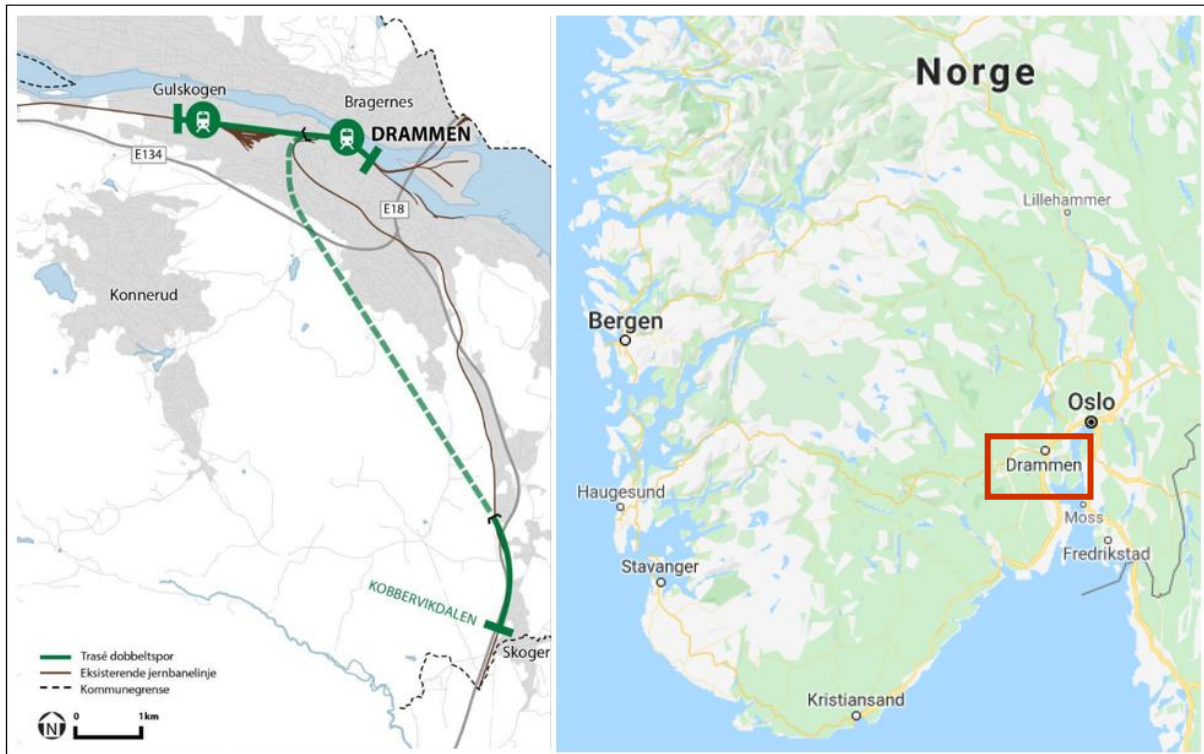 Gulskogen
Bragernes
DRAMMEN
E134
E18
Konnerud
KOBBERVIKDALEN
Skoger
Trasé dobbeltspor
Eksisterende jernbanelinje
Kommunegrense
N
0 1km
Norge
Lillehammer
Bergen
Oslo
Drammen
Haugesund
Moss
Fredrikstad
Stavanger
Kristiansand